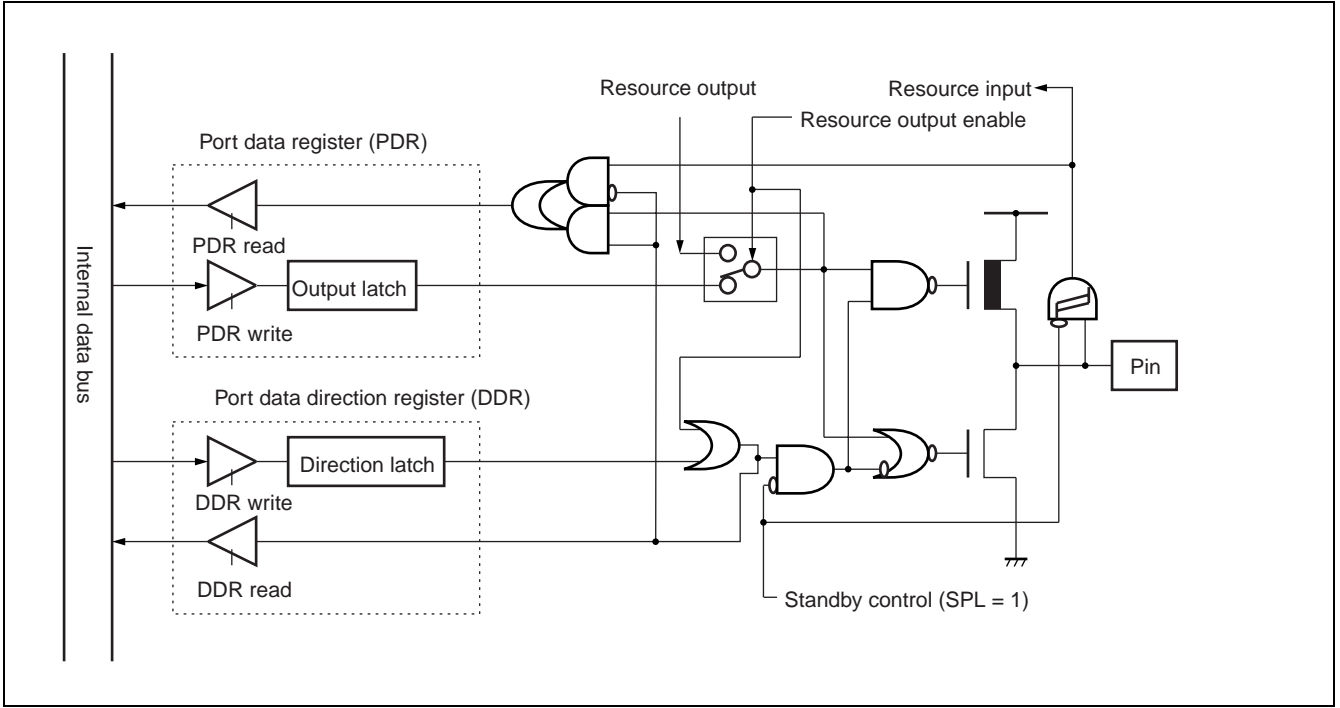 Resource output
Resource input
Resource output enable
Port data register (PDR)
PDR read
Output latch
PDR write
Internal data bus
Pin
Port data direction register (DDR)
Direction latch
DDR write
DDR read
Standby control (SPL = 1)